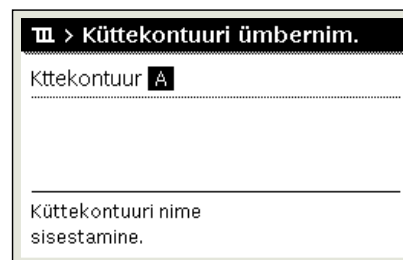 > Küttekontuuri ümbernim.
Kttekontuur A
Küttekontuuri nime
sisestamine.